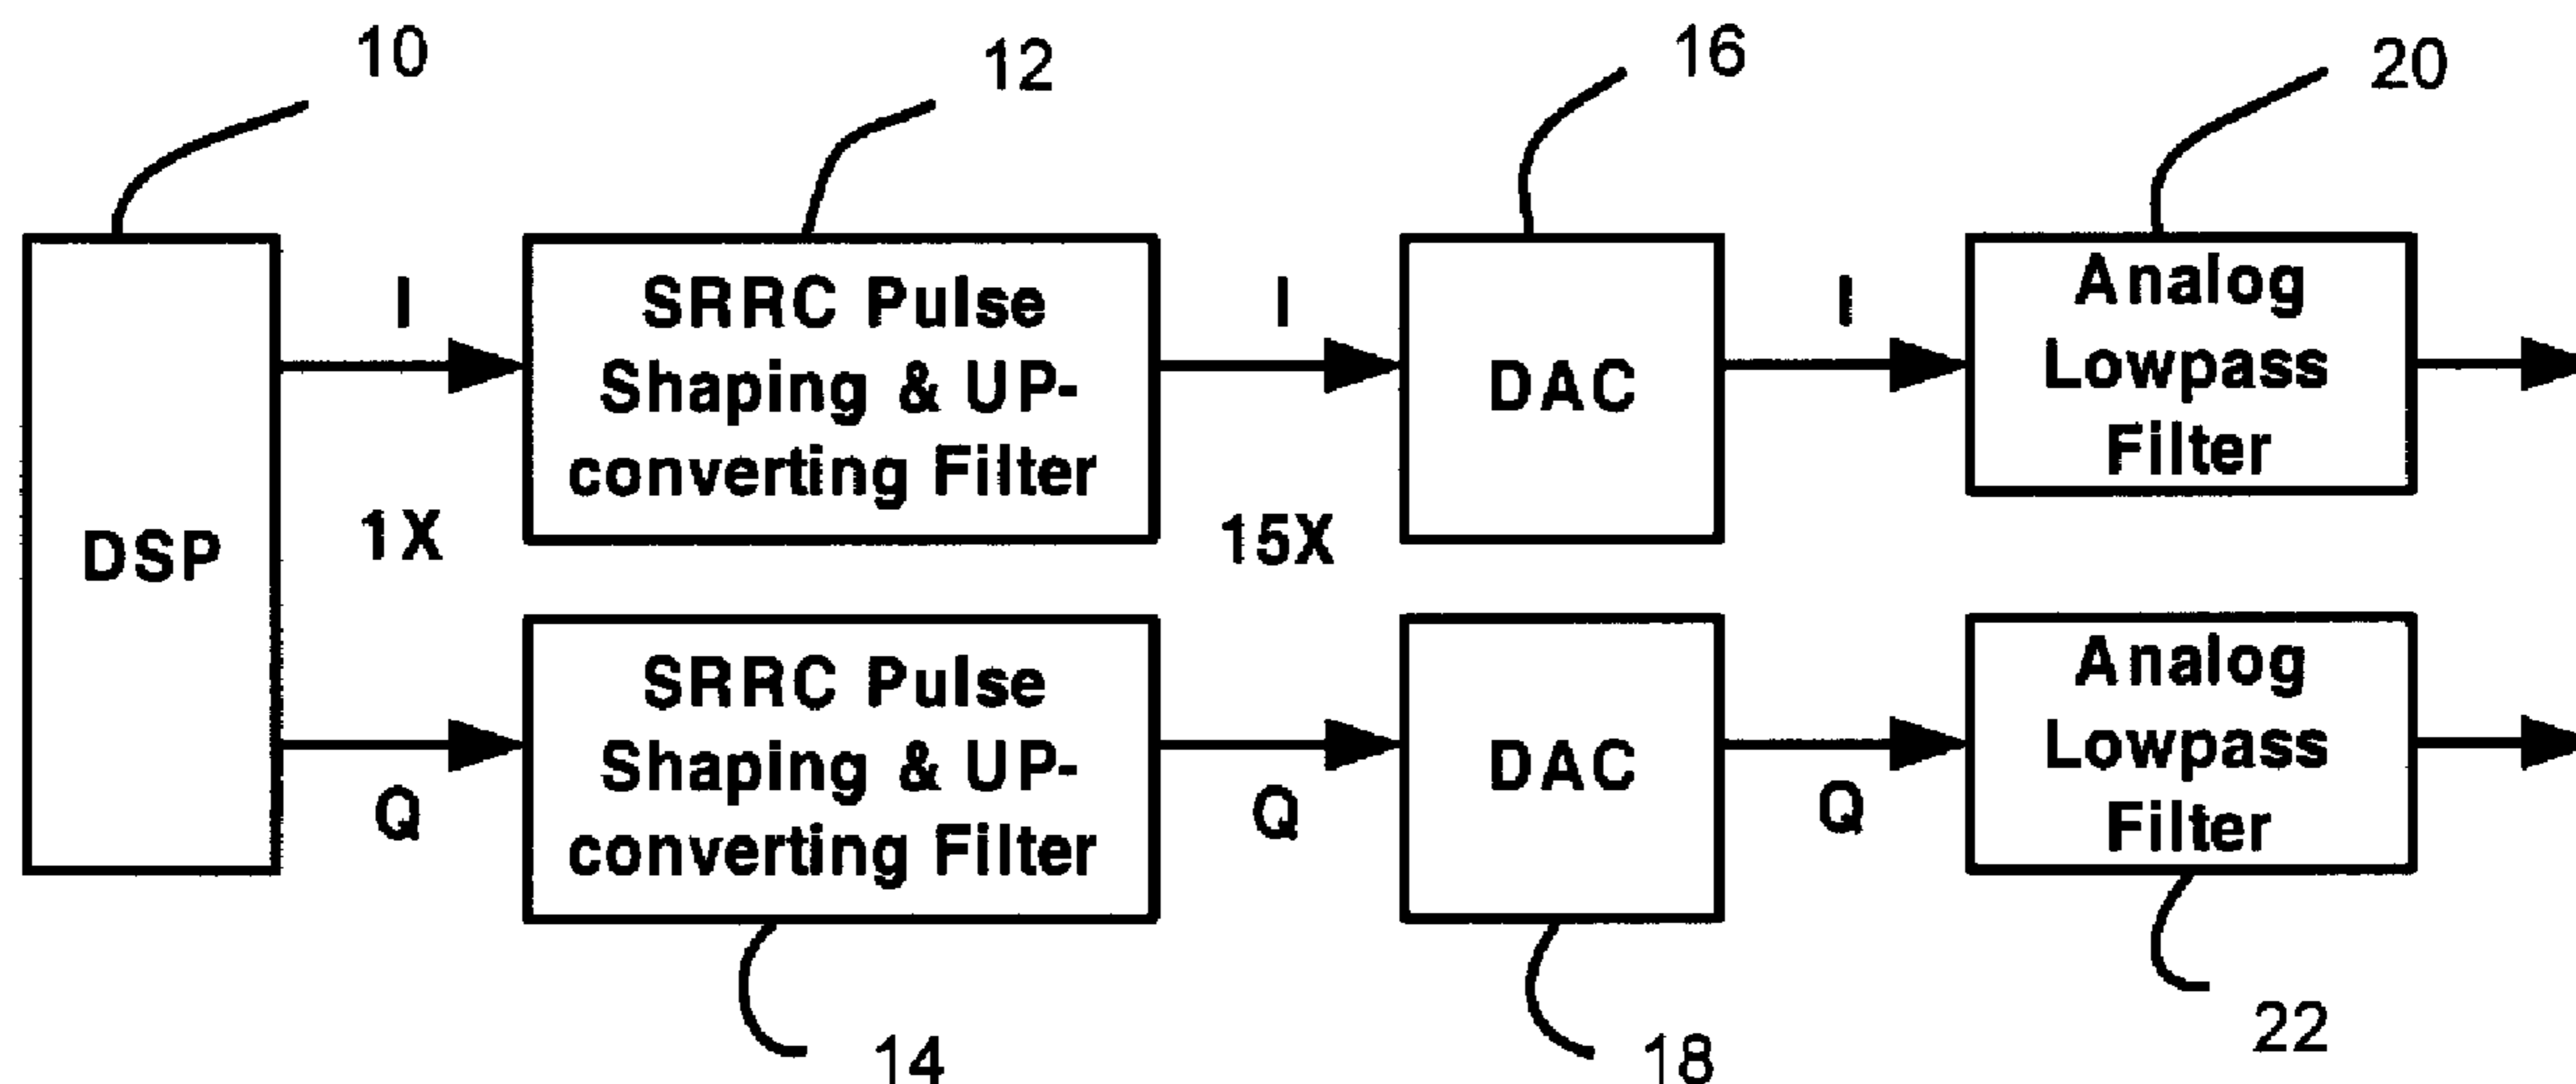 10
12
16
20
DSP
I
1X
Q
SRRC Pulse
Shaping & UP-
converting Filter
SRRC Pulse
Shaping & UP-
converting Filter
I
15X
Q
DAC
DAC
I
Q
Analog
Lowpass
Filter
Analog
Lowpass
Filter
14
18
22